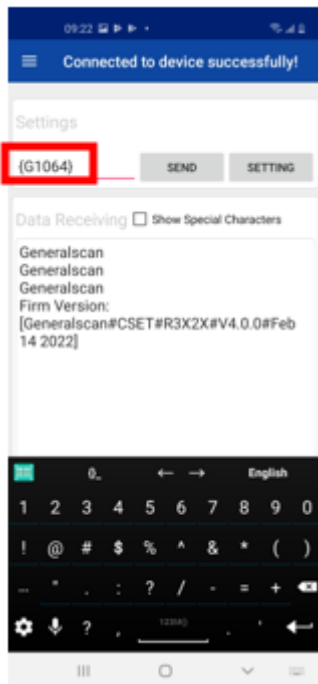 09:22
Connected to device successfully!
Settings
{G1064}
SEND
SETTING
Data Receiving
Show Special Characters
Generalscan
Generalscan
Generalscan
Firm Version:
[Generalscan#CSET#R3X2X#V4.0.0#Feb
14 2022]
← → English
1 2 3 4 5 6 7 8 9 0
! @ # $ % ^ & * ( )
. : ? / - = +
? , . '